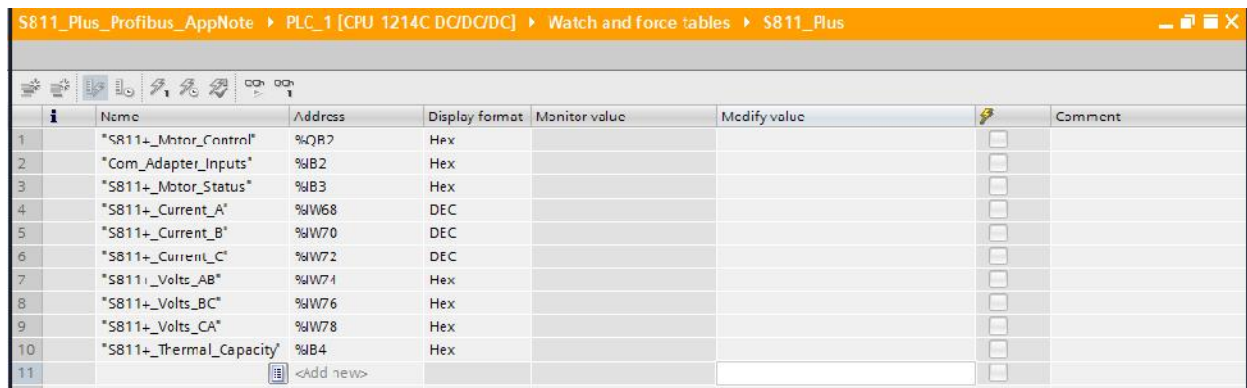 S811_Plus_Profibus_AppNote ▸ PLC_1 [CPU 1214C DC/DC/DC] ▸ Watch and force tables ▸ S811_Plus
i Name Address Display format Monitor value Modify value Comment
1 "S811+_Motor_Control" %QB2 Hex
2 "Com_Adapter_Inputs" %IB2 Hex
3 "S811+_Motor_Status" %IB3 Hex
4 "S811+_Current_A" %IW68 DEC
5 "S811+_Current_B" %IW70 DEC
6 "S811+_Current_C" %IW72 DEC
7 "S811+_Volts_AB" %IW74 Hex
8 "S811+_Volts_BC" %IW76 Hex
9 "S811+_Volts_CA" %IW78 Hex
10 "S811+_Thermal_Capacity" %IB4 Hex
11 <Add new>